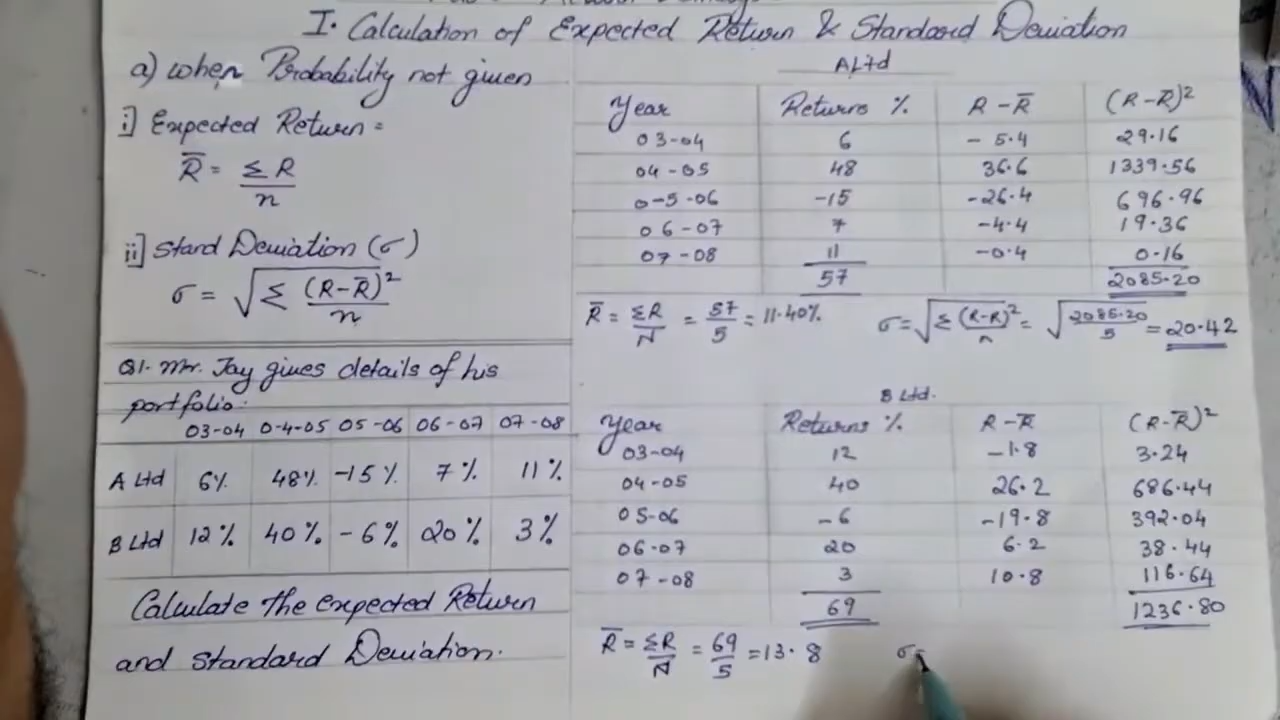 I. Calculation of Expected Return & Standard Deviation
a) when Probability not given
i] Expected Return =
R̅ = ΣR
n
ii] Stard Deviation (σ)
σ = √Σ (R-R̅)²
n
Q1. Mr. Jay gives details of his
portfolio.
03-04 0-4-05 05-06 06-07 07-08
A Ltd 6% 48% -15% 7% 11%
B Ltd 12% 40% -6% 20% 3%
Calculate the expected Return
and standard Deviation.
A Ltd
Year Returns % R-R̅ (R-R̅)²
03-04 6 -5.4 29.16
04-05 48 36.6 1339.56
0-5-06 -15 -26.4 696.96
06-07 7 -4.4 19.36
07-08 11 -0.4 0.16
57 2085.20
R̅ = ΣR/N = 57/5 = 11.40% σ = √Σ(R-R)²/n = √2085.20/5 = 20.42
B Ltd.
Year Returns % R-R̅ (R-R̅)²
03-04 12 -1.8 3.24
04-05 40 26.2 686.44
05-06 -6 -19.8 392.04
06-07 20 6.2 38.44
07-08 3 10.8 116.64
69 1236.80
R̅ = ΣR/N = 69/5 = 13.8 σ=